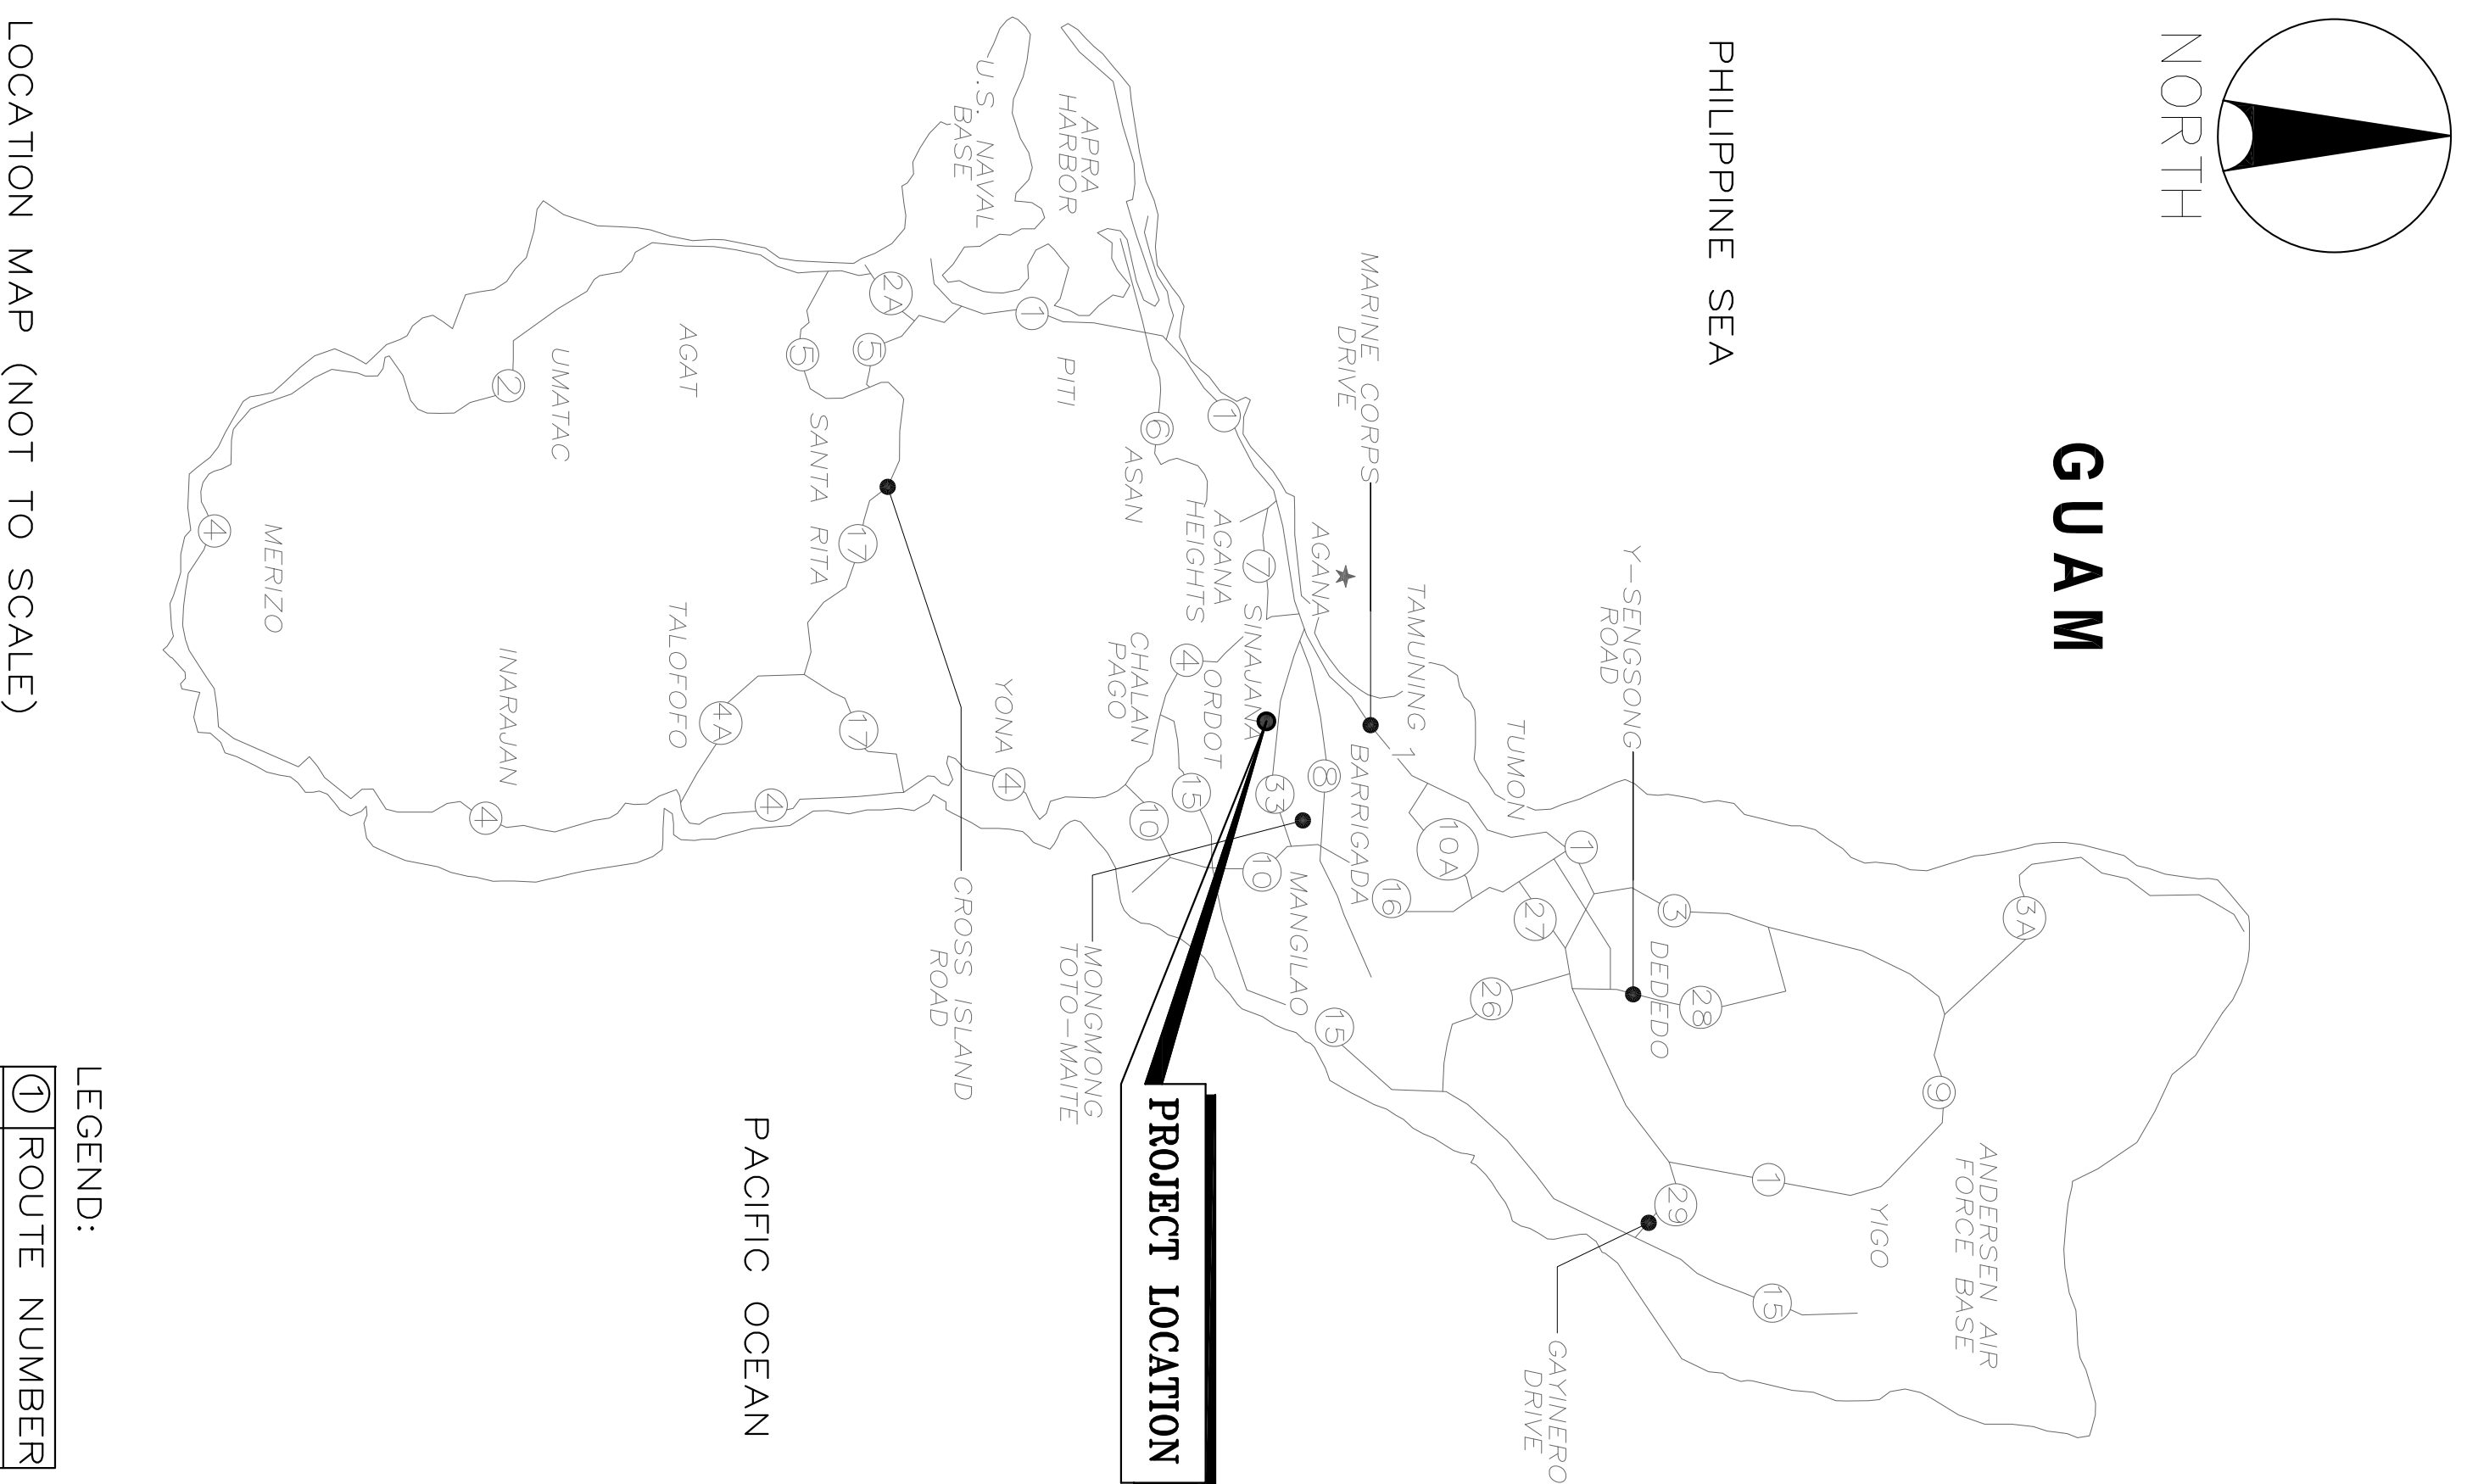 NORTH
GUAM
PHILIPPINE SEA
3A
ANDERSEN AIR
FORCE BASE
9
YIGO
1
15
3
28
DEDEDO
29
Y-SENGSONG
ROAD
1
GAYINERO
DRIVE
TUMON
27
26
10A
TAMUNING
1
16
MARINE CORPS
DRIVE
BARRIGADA
15
AGANA
8
MANGILAO
33
10
7
SINAJANA
1
AGANA
HEIGHTS
ORDOT
4
15
PROJECT LOCATION
6
ASAN
CHALAN
PAGO
10
MONGMONG
TOTO-MAITE
APRA
HARBOR
PITI
1
YONA
4
U.S. NAVAL
BASE
CROSS ISLAND
ROAD
2A
5
17
17
5
SANTA RITA
4
4A
PACIFIC OCEAN
AGAT
TALOFOFO
UMATAC
2
INARAJAN
4
MERIZO
4
LEGEND:
1 ROUTE NUMBER
LOCATION MAP (NOT TO SCALE)